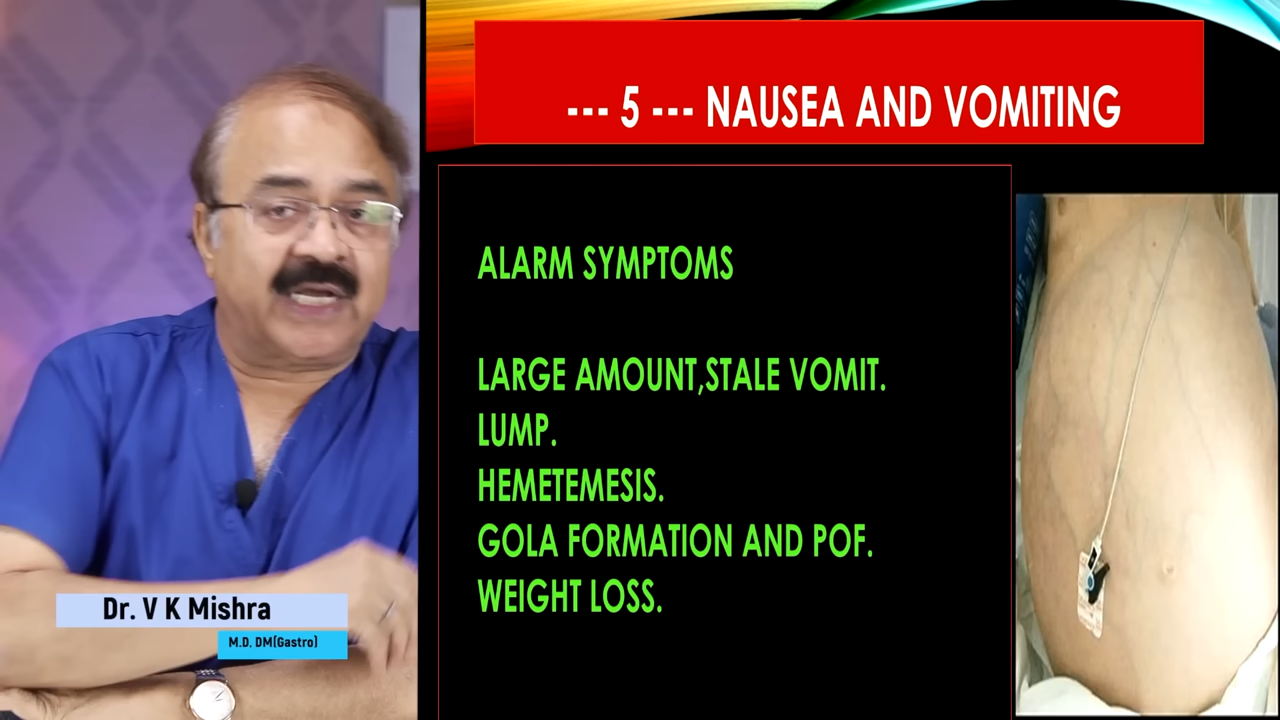 --- 5 --- NAUSEA AND VOMITING
ALARM SYMPTOMS
LARGE AMOUNT,STALE VOMIT.
LUMP.
HEMETEMESIS.
GOLA FORMATION AND POF.
WEIGHT LOSS.
Dr. V K Mishra
M.D, DM(Gastro)